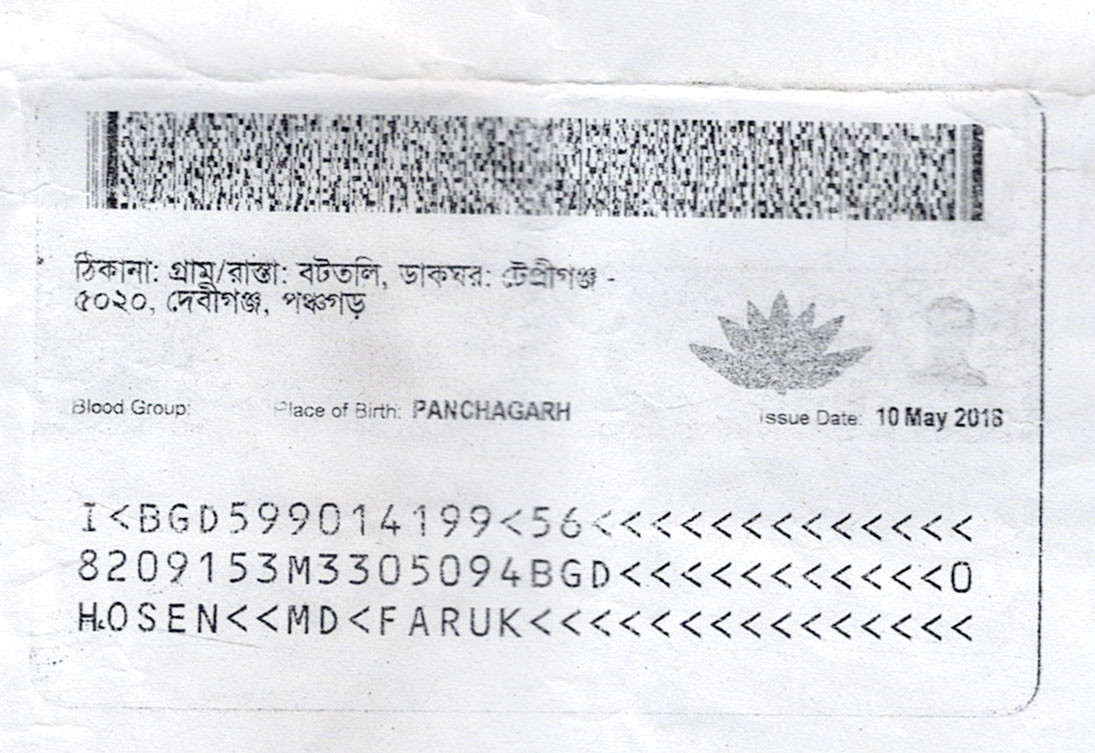 ঠিকানা: গ্রাম/রাস্তা: বটতলি, ডাকঘর: টেপ্রীগঞ্জ -
৫০২০, দেবীগঞ্জ, পঞ্চগড়
Blood Group: Place of Birth: PANCHAGARH Issue Date: 10 May 2018
I<BGD599014199<56<<<<<<<<<<<<<
8209153M3305094BGD<<<<<<<<<<<0
HOSEN<<MD<FARUK<<<<<<<<<<<<<<<